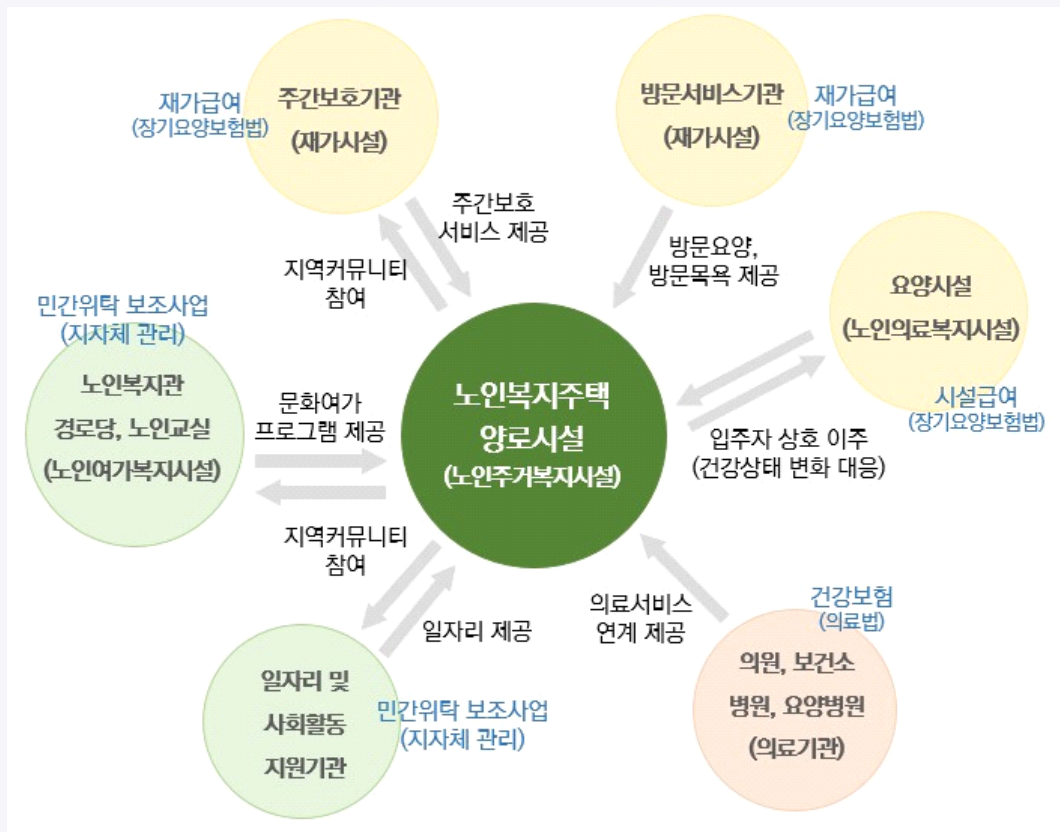 재가급여
(장기요양보험법)
주간보호기관
(재가시설)
방문서비스기관
(재가시설)
재가급여
(장기요양보험법)
주간보호
서비스 제공
지역커뮤니티
참여
방문요양,
방문목욕 제공
요양시설
(노인의료복지시설)
시설급여
(장기요양보험법)
민간위탁 보조사업
(지자체 관리)
노인복지관
경로당, 노인교실
(노인여가복지시설)
문화여가
프로그램 제공
노인복지주택
양로시설
(노인주거복지시설)
입주자 상호 이주
(건강상태 변화 대응)
지역커뮤니티
참여
일자리 제공
의료서비스
연계 제공
건강보험
(의료법)
일자리 및
사회활동
지원기관
민간위탁 보조사업
(지자체 관리)
의원, 보건소
병원, 요양병원
(의료기관)